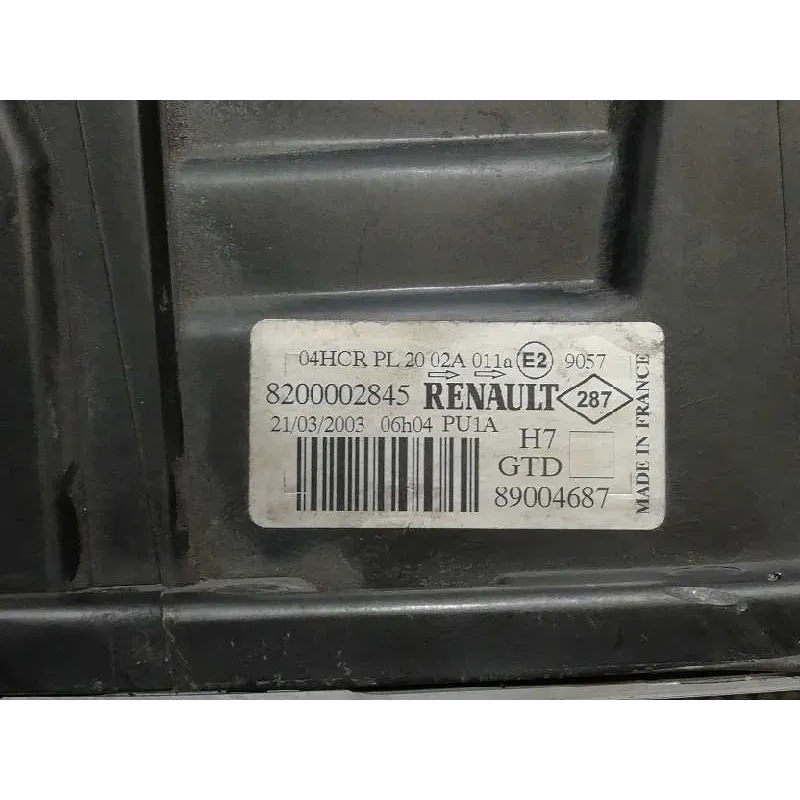 04HCR PL 20 02A 011a E2 9057
8200002845 RENAULT 287
21/03/2003 06h04 PU1A
H7
GTD
89004687
MADE IN FRANCE